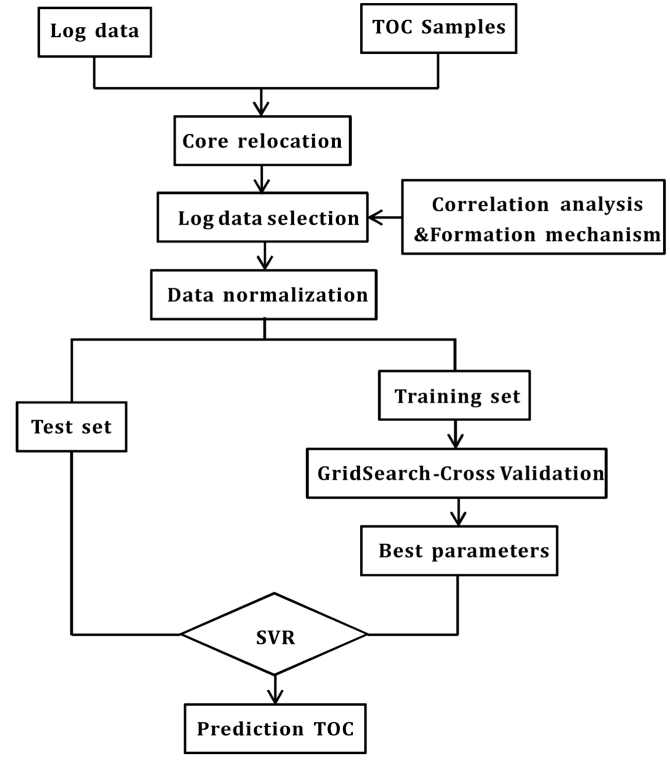 Log data
TOC Samples
Core relocation
Log data selection
Correlation analysis
&Formation mechanism
Data normalization
Training set
Test set
GridSearch-Cross Validation
Best parameters
SVR
Prediction TOC